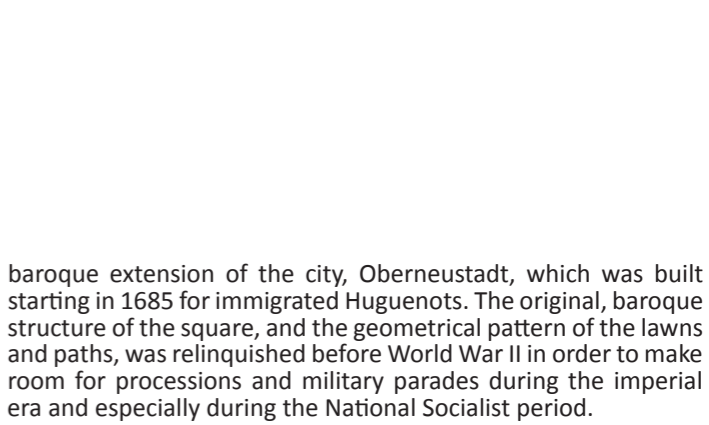 baroque extension of the city, Oberneustadt, which was built
starting in 1685 for immigrated Huguenots. The original, baroque
structure of the square, and the geometrical pattern of the lawns
and paths, was relinquished before World War II in order to make
room for processions and military parades during the imperial
era and especially during the National Socialist period.